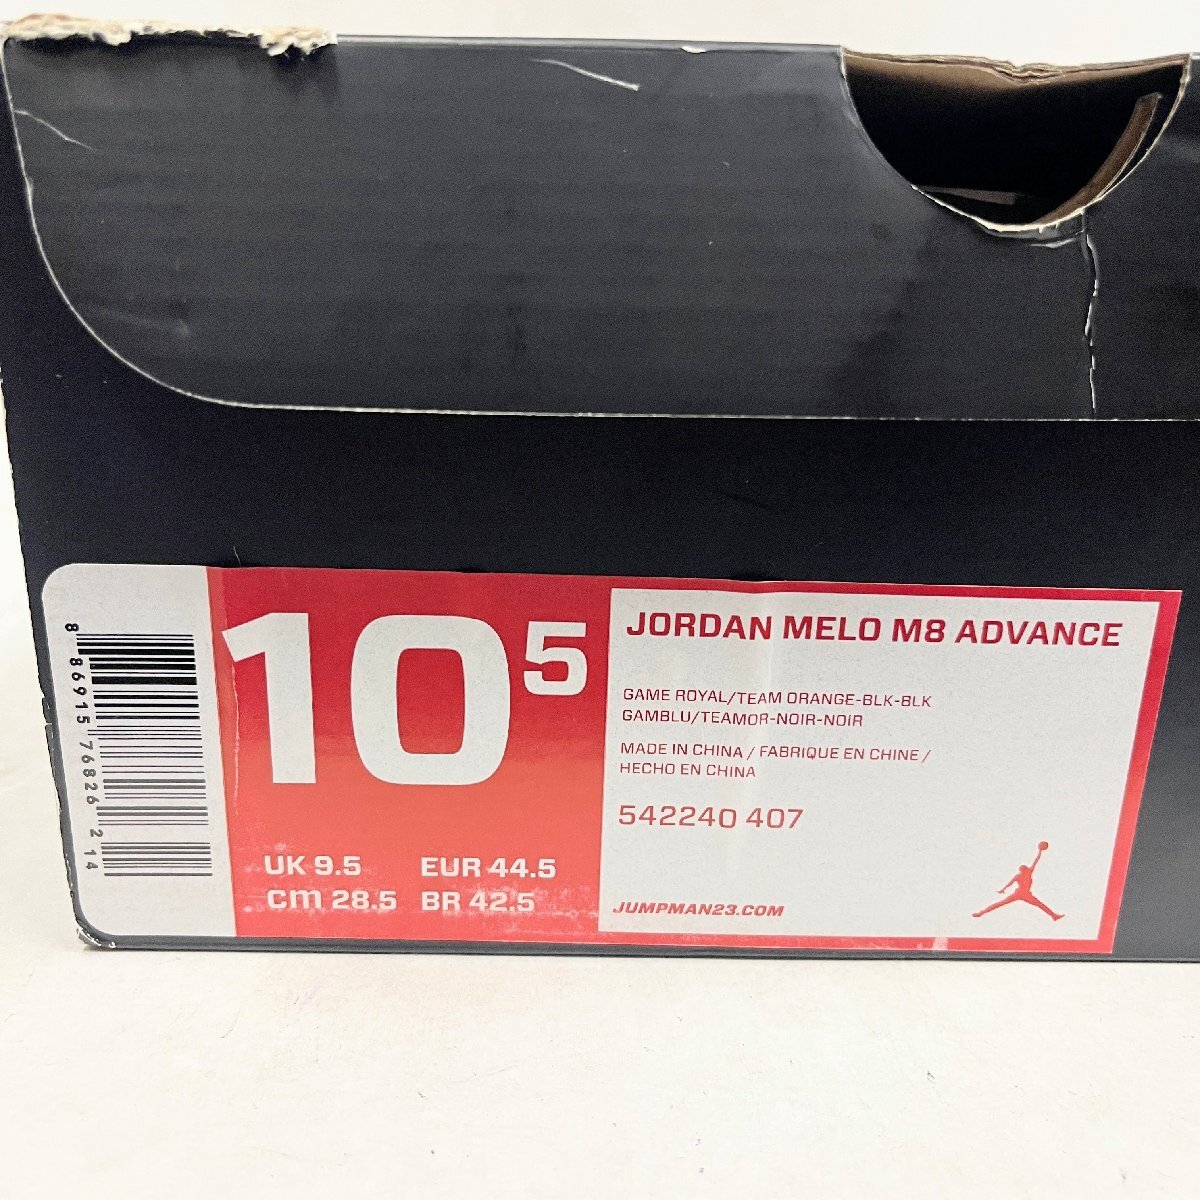 8 86915 76826 2 14
10 5
UK 9.5 EUR 44.5
cm 28.5 BR 42.5
JORDAN MELO M8 ADVANCE
GAME ROYAL/TEAM ORANGE-BLK-BLK
GAMBLU/TEAMOR-NOIR-NOIR
MADE IN CHINA / FABRIQUE EN CHINE /
HECHO EN CHINA
542240 407
JUMPMAN23.COM